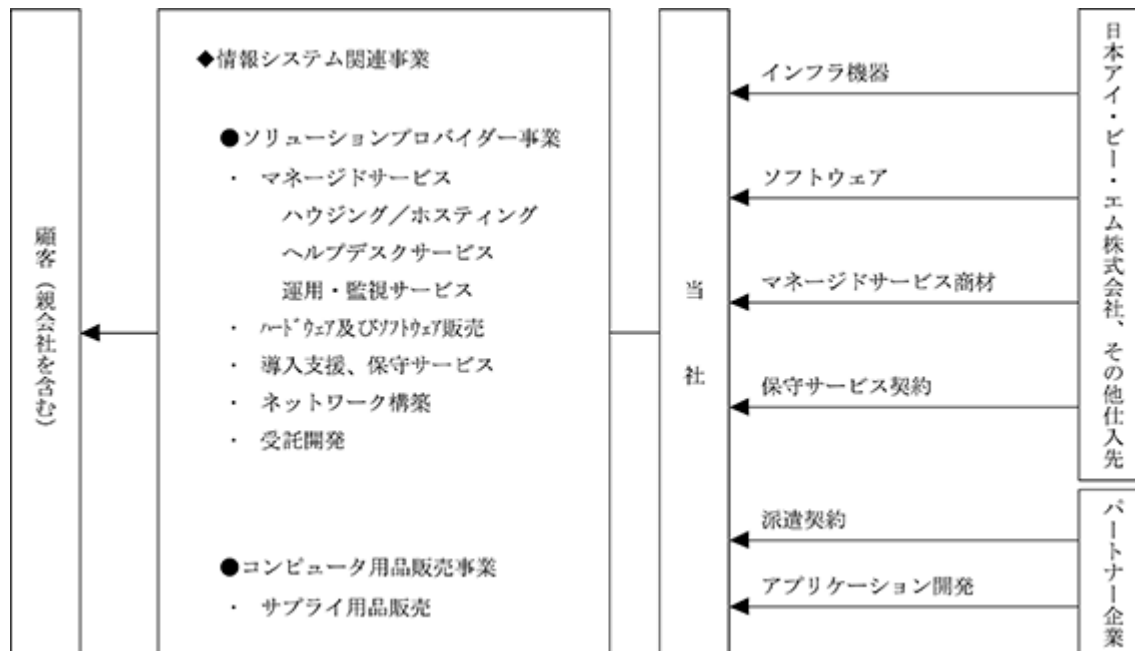 顧客（親会社を含む）
◆情報システム関連事業
●ソリューションプロバイダー事業
・ マネージドサービス
ハウジング／ホスティング
ヘルプデスクサービス
運用・監視サービス
・ ﾊｰﾄﾞｳｪｱ及びｿﾌﾄｳｪｱ販売
・ 導入支援、保守サービス
・ ネットワーク構築
・ 受託開発
●コンピュータ用品販売事業
・ サプライ用品販売
当社
インフラ機器
ソフトウェア
マネージドサービス商材
保守サービス契約
派遣契約
アプリケーション開発
日本アイ・ビー・エム株式会社、その他仕入先
パートナー企業